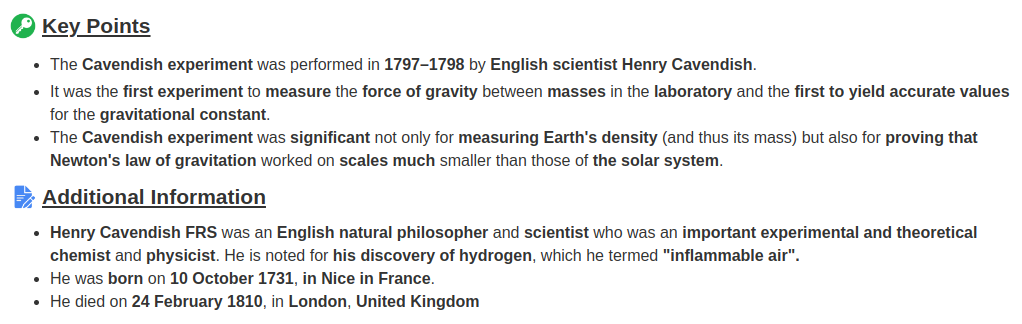 Key Points
The Cavendish experiment was performed in 1797–1798 by English scientist Henry Cavendish.
It was the first experiment to measure the force of gravity between masses in the laboratory and the first to yield accurate values
for the gravitational constant.
The Cavendish experiment was significant not only for measuring Earth's density (and thus its mass) but also for proving that
Newton's law of gravitation worked on scales much smaller than those of the solar system.
Additional Information
Henry Cavendish FRS was an English natural philosopher and scientist who was an important experimental and theoretical
chemist and physicist. He is noted for his discovery of hydrogen, which he termed "inflammable air".
He was born on 10 October 1731, in Nice in France.
He died on 24 February 1810, in London, United Kingdom